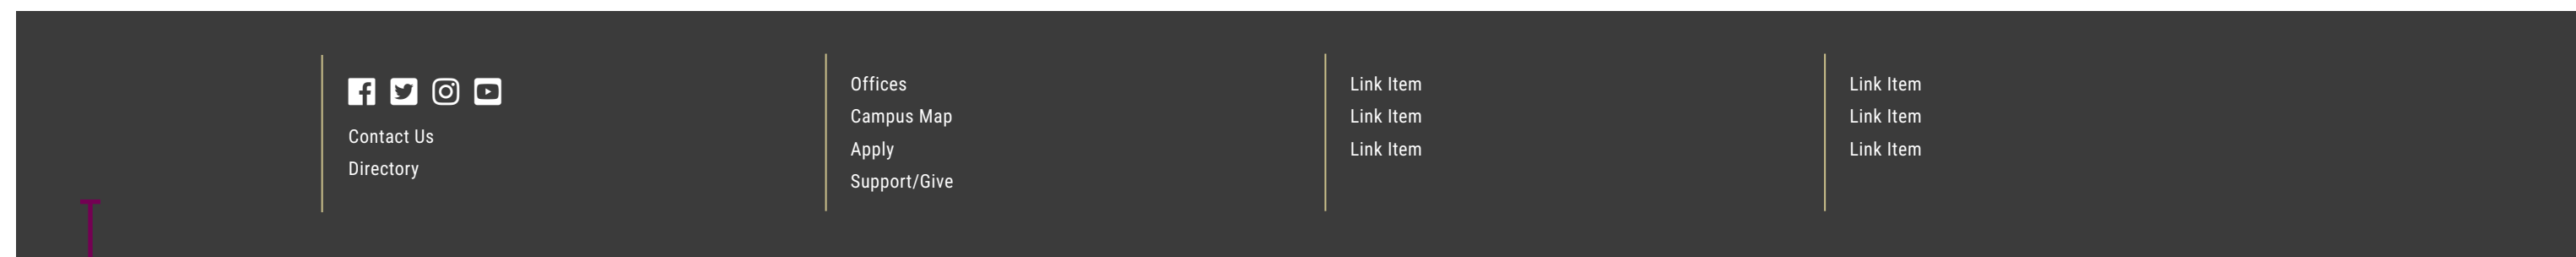 Contact Us
Directory
Offices
Campus Map
Apply
Support/Give
Link Item
Link Item
Link Item
Link Item
Link Item
Link Item